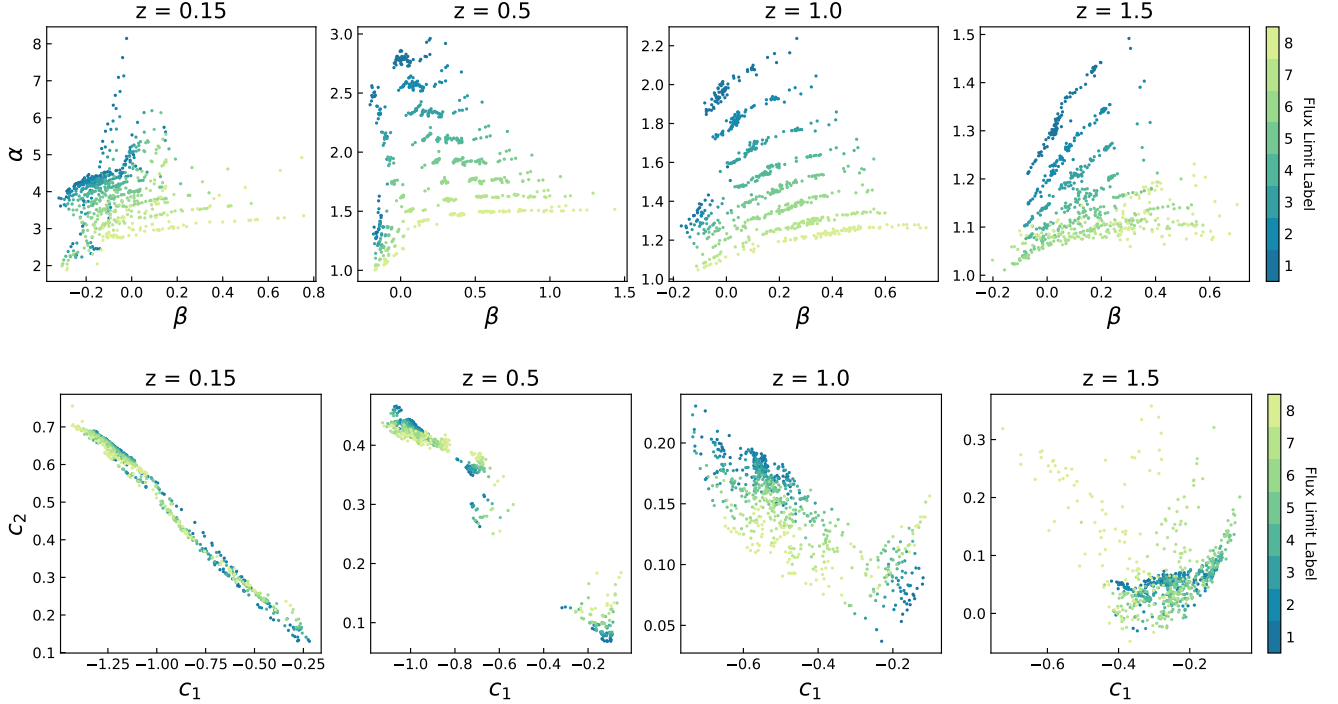 z = 0.15 z = 0.5 z = 1.0 z = 1.5
α
8
7
6
5
4
3
2
−0.2 0.0 0.2 0.4 0.6 0.8
β
3.0
2.5
2.0
1.5
1.0
0.0 0.5 1.0 1.5
β
2.2
2.0
1.8
1.6
1.4
1.2
1.0
−0.2 0.0 0.2 0.4 0.6
β
1.5
1.4
1.3
1.2
1.1
1.0
−0.2 0.0 0.2 0.4 0.6
β
8
7
6
5
4
3
2
1
Flux Limit Label
z = 0.15 z = 0.5 z = 1.0 z = 1.5
c₂
0.7
0.6
0.5
0.4
0.3
0.2
0.1
−1.25 −1.00 −0.75 −0.50 −0.25
c₁
0.4
0.3
0.2
0.1
−1.0 −0.8 −0.6 −0.4 −0.2
c₁
0.20
0.15
0.10
0.05
−0.6 −0.4 −0.2
c₁
0.3
0.2
0.1
0.0
−0.6 −0.4 −0.2
c₁
8
7
6
5
4
3
2
1
Flux Limit Label